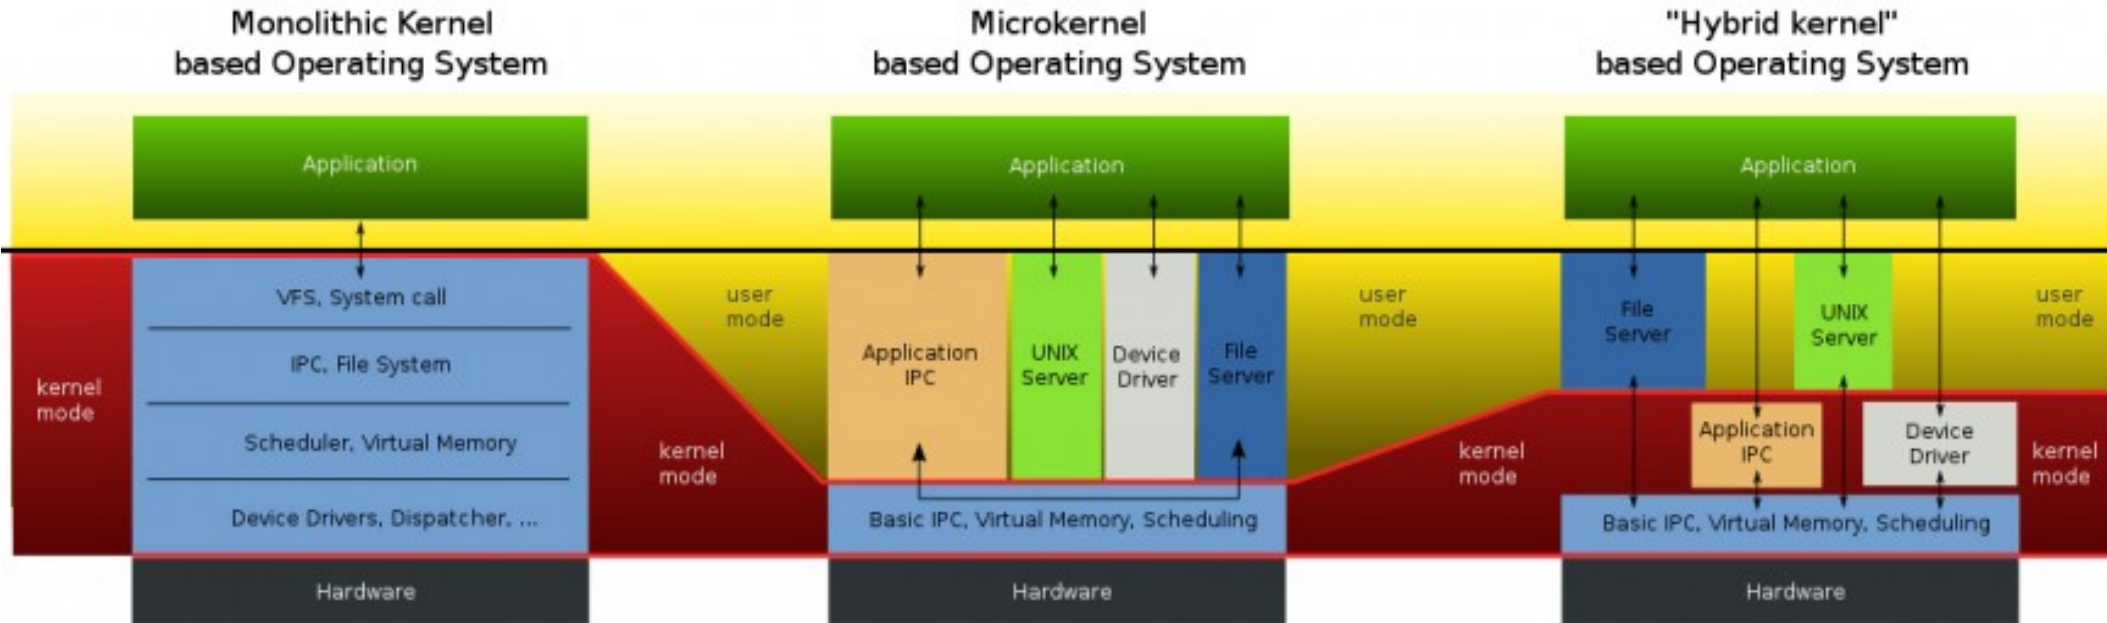 Monolithic Kernel
based Operating System
Application
VFS, System call
IPC, File System
kernel
mode
Scheduler, Virtual Memory
Device Drivers, Dispatcher, ...
Hardware
kernel
mode
user
mode
Microkernel
based Operating System
Application
Application
IPC
UNIX
Server
Device
Driver
File
Server
Basic IPC, Virtual Memory, Scheduling
Hardware
user
mode
kernel
mode
"Hybrid kernel"
based Operating System
Application
File
Server
UNIX
Server
user
mode
Application
IPC
Device
Driver
kernel
mode
Basic IPC, Virtual Memory, Scheduling
Hardware